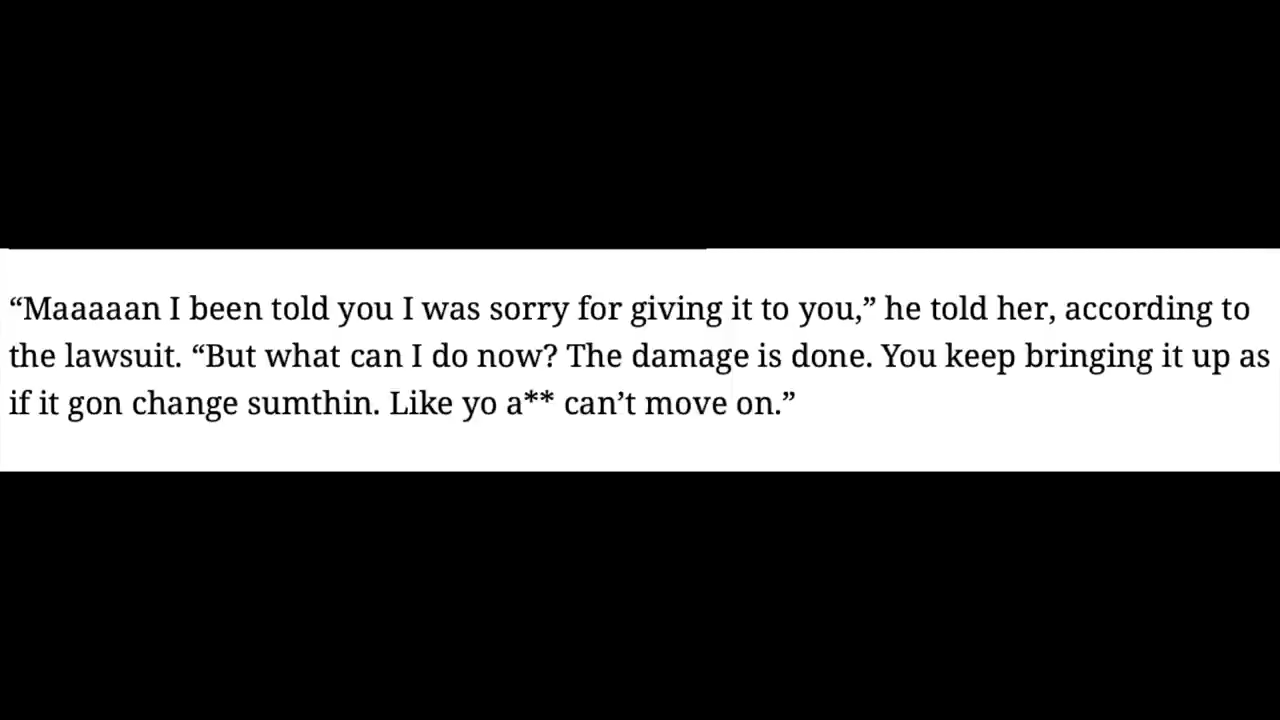 “Maaaaan I been told you I was sorry for giving it to you,” he told her, according to
the lawsuit. “But what can I do now? The damage is done. You keep bringing it up as
if it gon change sumthin. Like yo a** can’t move on.”